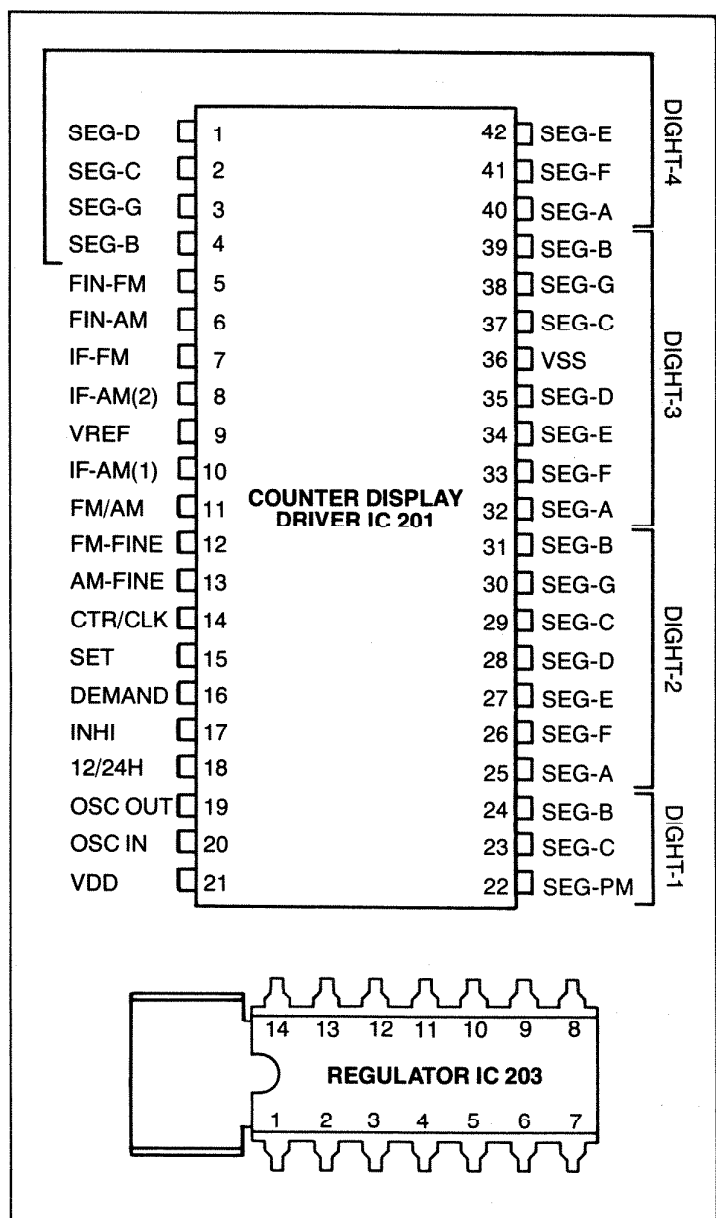 SEG-D 1 42 SEG-E
SEG-C 2 41 SEG-F
SEG-G 3 40 SEG-A
SEG-B 4 39 SEG-B
FIN-FM 5 38 SEG-G
FIN-AM 6 37 SEG-C
IF-FM 7 36 VSS
IF-AM(2) 8 35 SEG-D
VREF 9 34 SEG-E
IF-AM(1) 10 33 SEG-F
FM/AM 11 32 SEG-A
FM-FINE 12 31 SEG-B
AM-FINE 13 30 SEG-G
CTR/CLK 14 29 SEG-C
SET 15 28 SEG-D
DEMAND 16 27 SEG-E
INHI 17 26 SEG-F
12/24H 18 25 SEG-A
OSC OUT 19 24 SEG-B
OSC IN 20 23 SEG-C
VDD 21 22 SEG-PM
COUNTER DISPLAY
DRIVER IC 201
DIGHT-4
DIGHT-3
DIGHT-2
DIGHT-1
14 13 12 11 10 9 8
REGULATOR IC 203
1 2 3 4 5 6 7